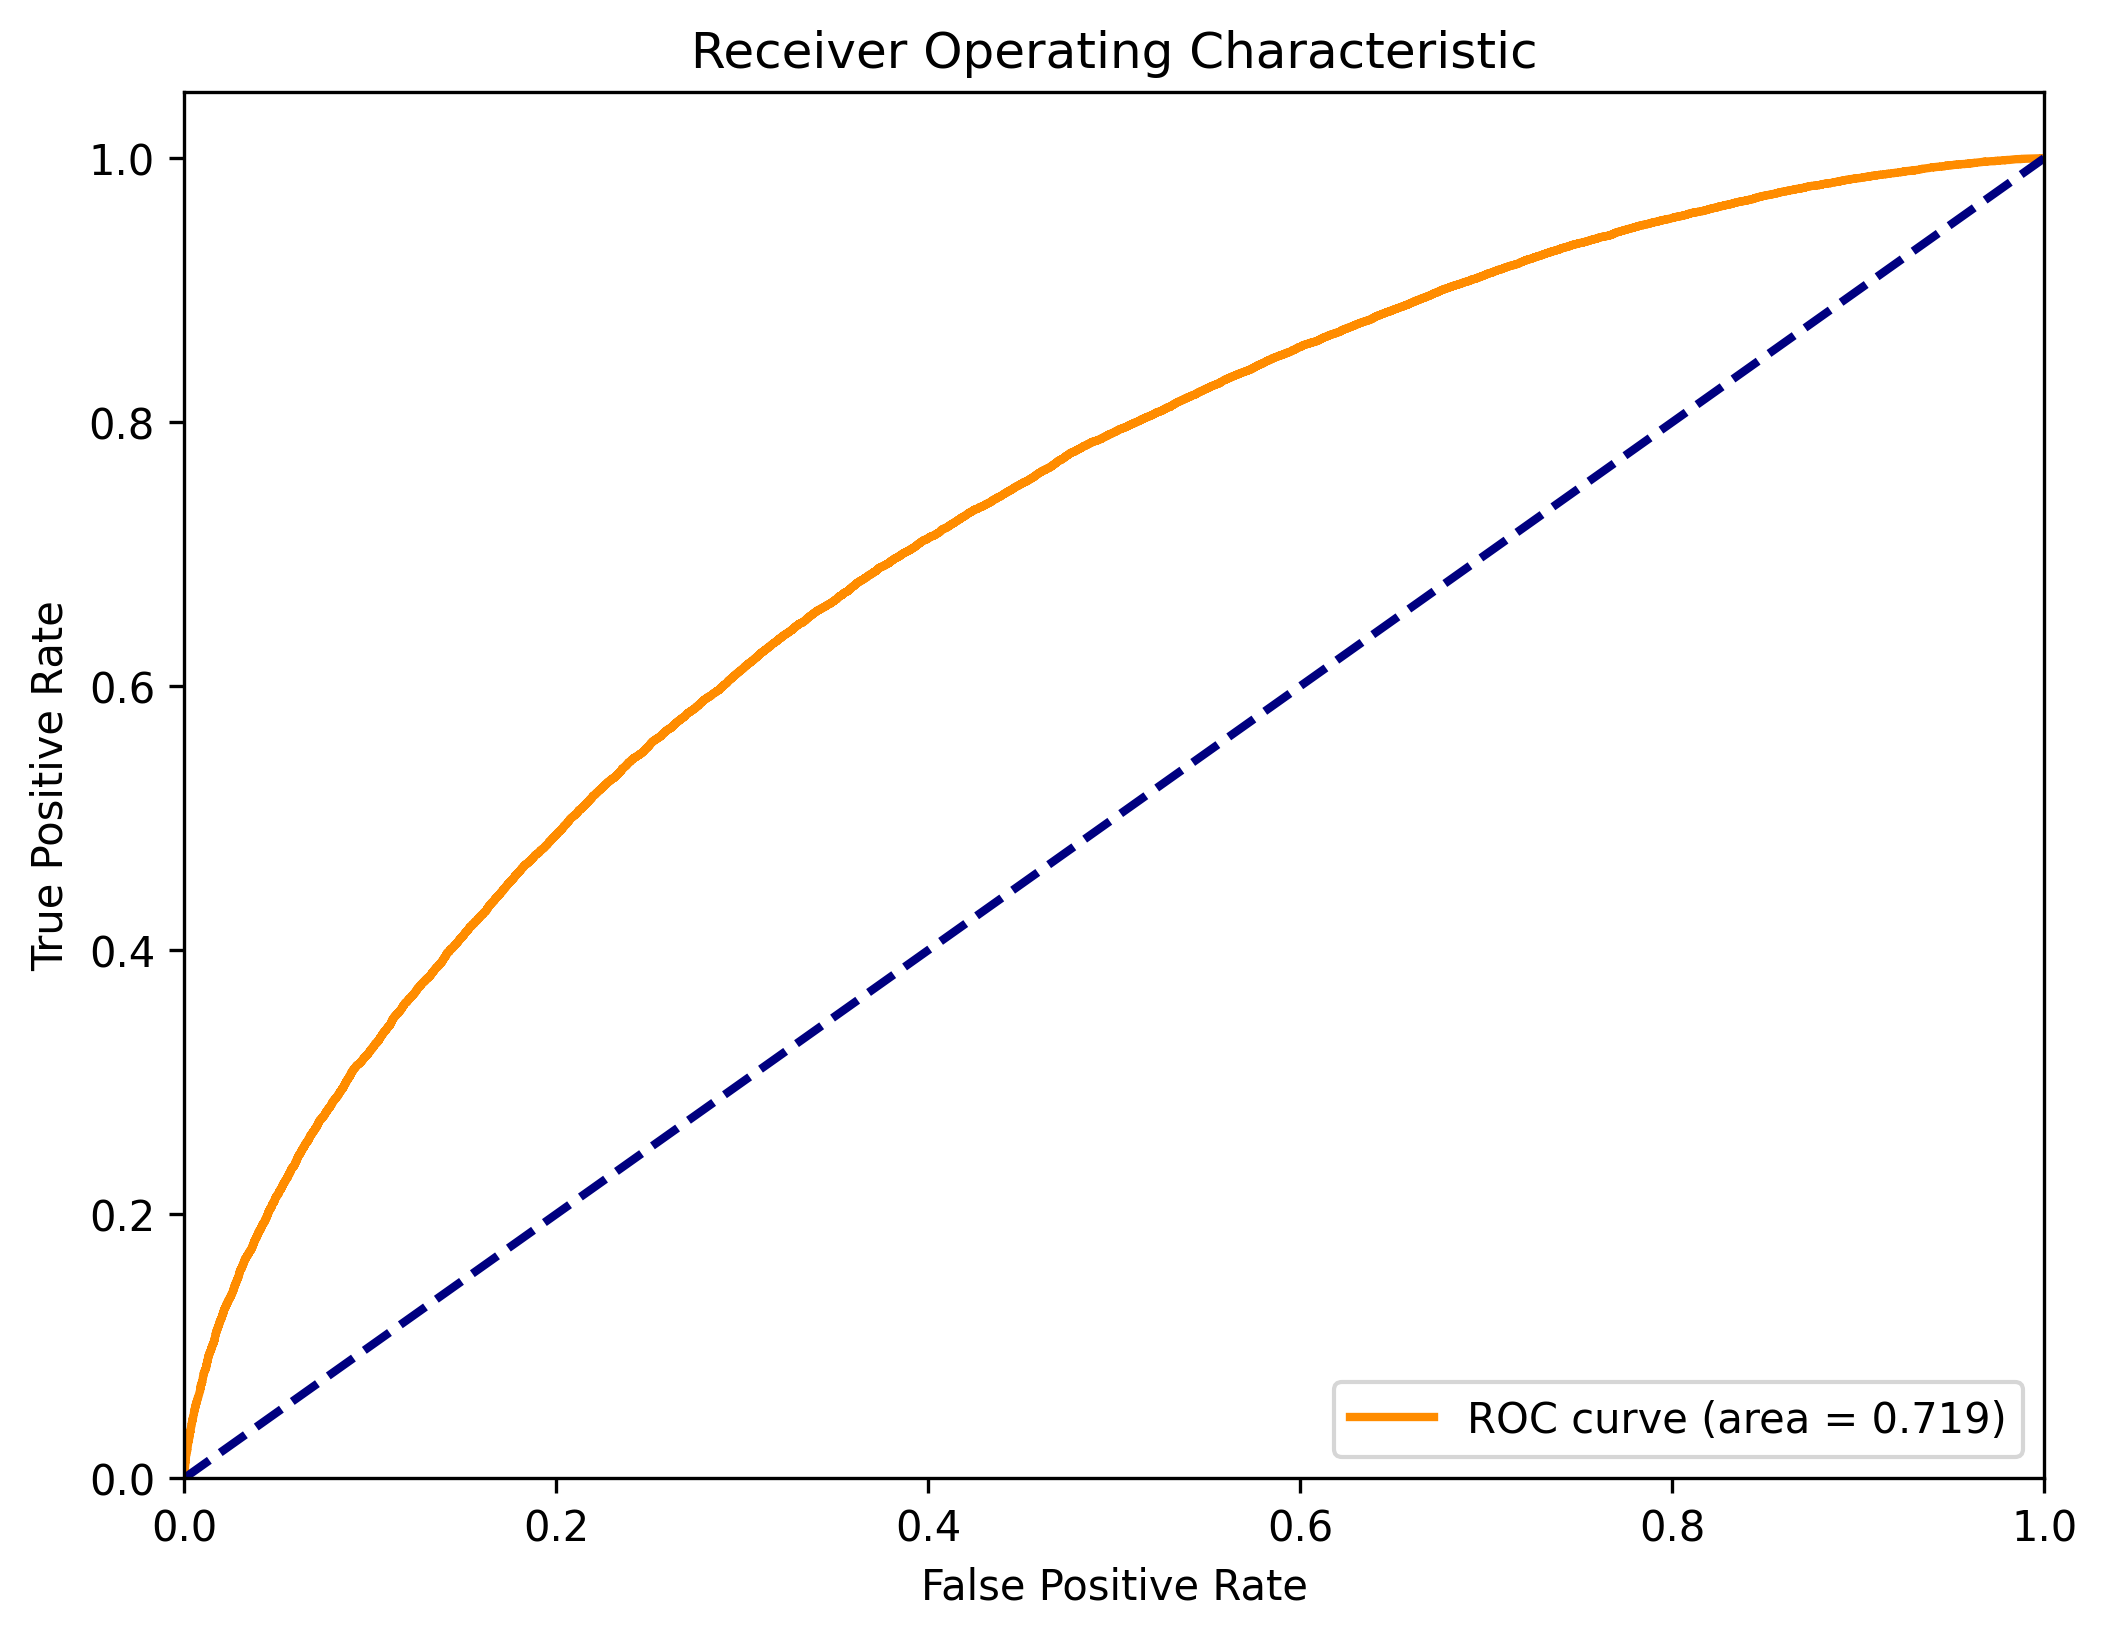 Receiver Operating Characteristic
1.0
0.8
0.6
0.4
0.2
0.0
True Positive Rate
ROC curve (area = 0.719)
0.0 0.2 0.4 0.6 0.8 1.0
False Positive Rate